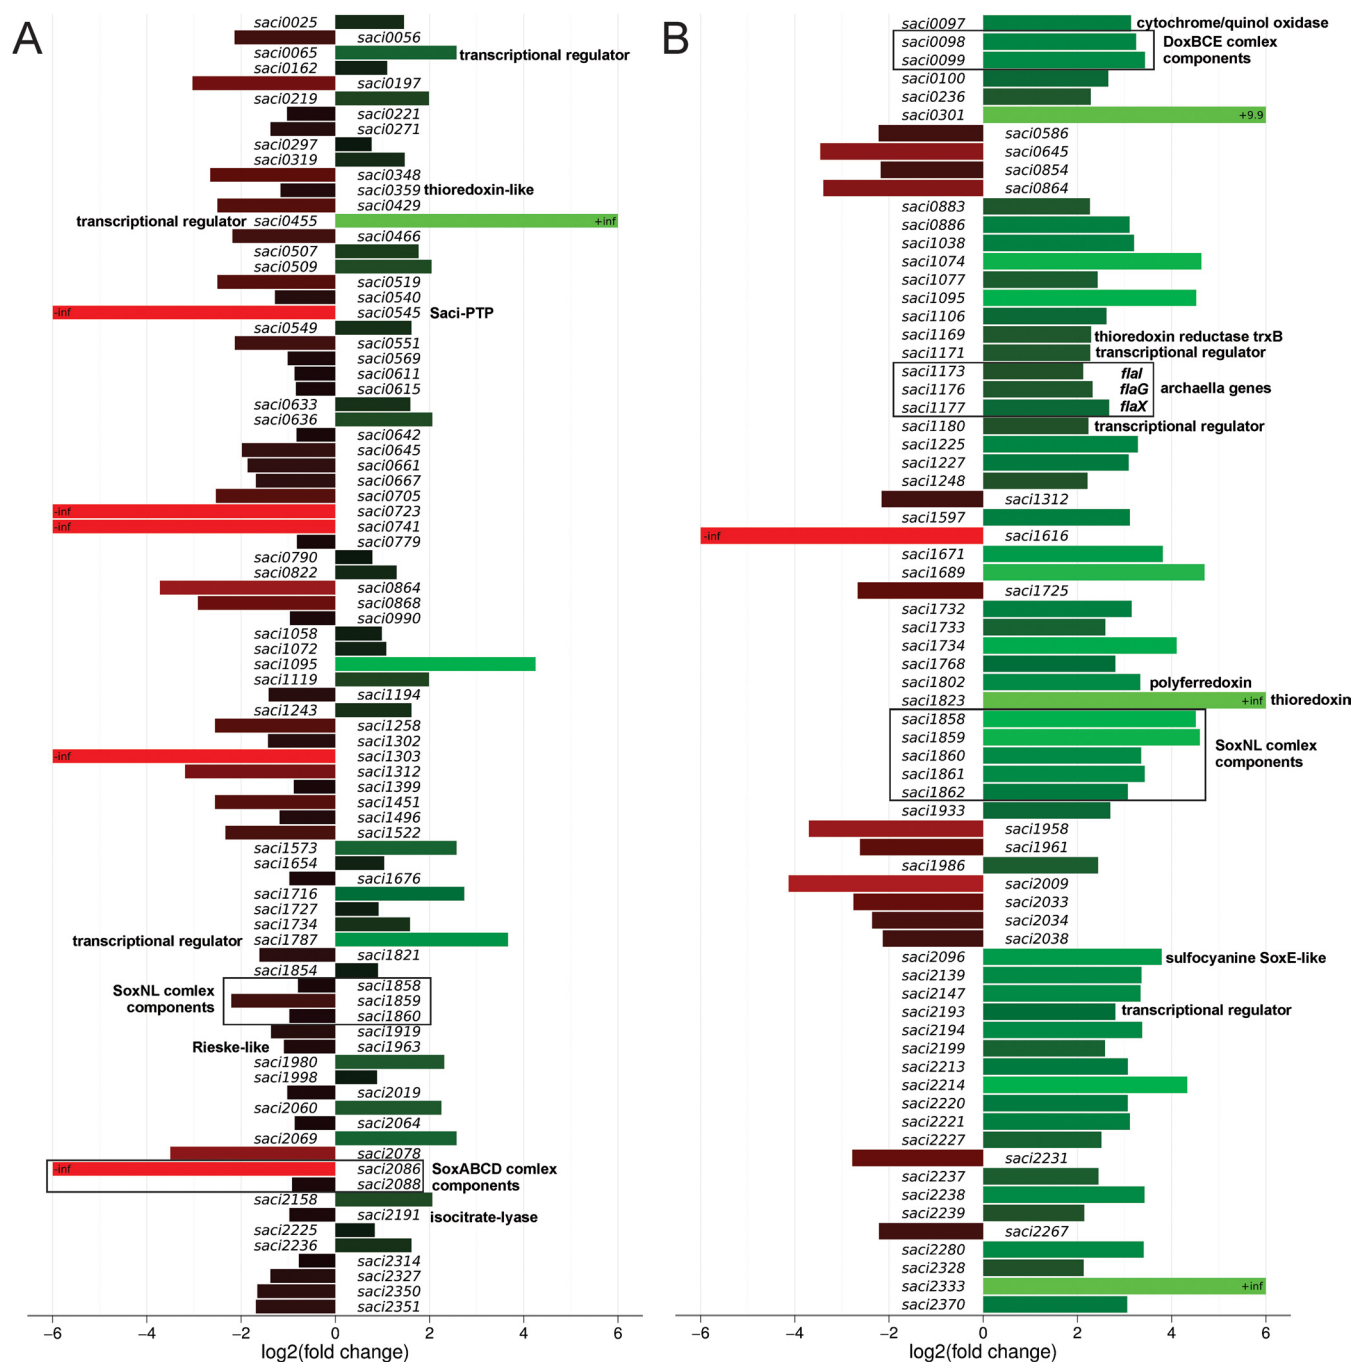 A
saci0025
saci0056
saci0065 transcriptional regulator
saci0162
saci0197
saci0219
saci0221
saci0271
saci0297
saci0319
saci0348
saci0359 thioredoxin-like
saci0429
transcriptional regulator saci0455 +inf
saci0466
saci0507
saci0509
saci0519
saci0540
-inf saci0545 Saci-PTP
saci0549
saci0551
saci0569
saci0611
saci0615
saci0633
saci0636
saci0642
saci0645
saci0661
saci0667
saci0705
-inf saci0723
-inf saci0741
saci0779
saci0790
saci0822
saci0864
saci0868
saci0990
saci1058
saci1072
saci1095
saci1119
saci1194
saci1243
saci1258
saci1302
-inf saci1303
saci1312
saci1399
saci1451
saci1496
saci1522
saci1573
saci1654
saci1676
saci1716
saci1727
saci1734
transcriptional regulator saci1787
saci1821
saci1854
saci1858
SoxNL comlex
components
saci1859
saci1860
saci1919
Rieske-like saci1963
saci1980
saci1998
saci2019
saci2060
saci2064
saci2069
saci2078
-inf saci2086 SoxABCD comlex
saci2088 components
saci2158
saci2191 isocitrate-lyase
saci2225
saci2236
saci2314
saci2327
saci2350
saci2351
−6 −4 −2 0 2 4 6
log2(fold change)
B
saci0097 cytochrome/quinol oxidase
saci0098 DoxBCE comlex
saci0099 components
saci0100
saci0236
saci0301 +9.9
saci0586
saci0645
saci0854
saci0864
saci0883
saci0886
saci1038
saci1074
saci1077
saci1095
saci1106
saci1169 thioredoxin reductase trxB
saci1171 transcriptional regulator
saci1173 flaI
saci1176 flaG archaella genes
saci1177 flaX
saci1180 transcriptional regulator
saci1225
saci1227
saci1248
saci1312
saci1597
-inf saci1616
saci1671
saci1689
saci1725
saci1732
saci1733
saci1734
saci1768
saci1802 polyferredoxin
saci1823 +inf thioredoxin
saci1858
saci1859 SoxNL comlex
saci1860 components
saci1861
saci1862
saci1933
saci1958
saci1961
saci1986
saci2009
saci2033
saci2034
saci2038
saci2096 sulfocyanine SoxE-like
saci2139
saci2147
saci2193 transcriptional regulator
saci2194
saci2199
saci2213
saci2214
saci2220
saci2221
saci2227
saci2231
saci2237
saci2238
saci2239
saci2267
saci2280
saci2328
saci2333 +inf
saci2370
−6 −4 −2 0 2 4 6
log2(fold change)